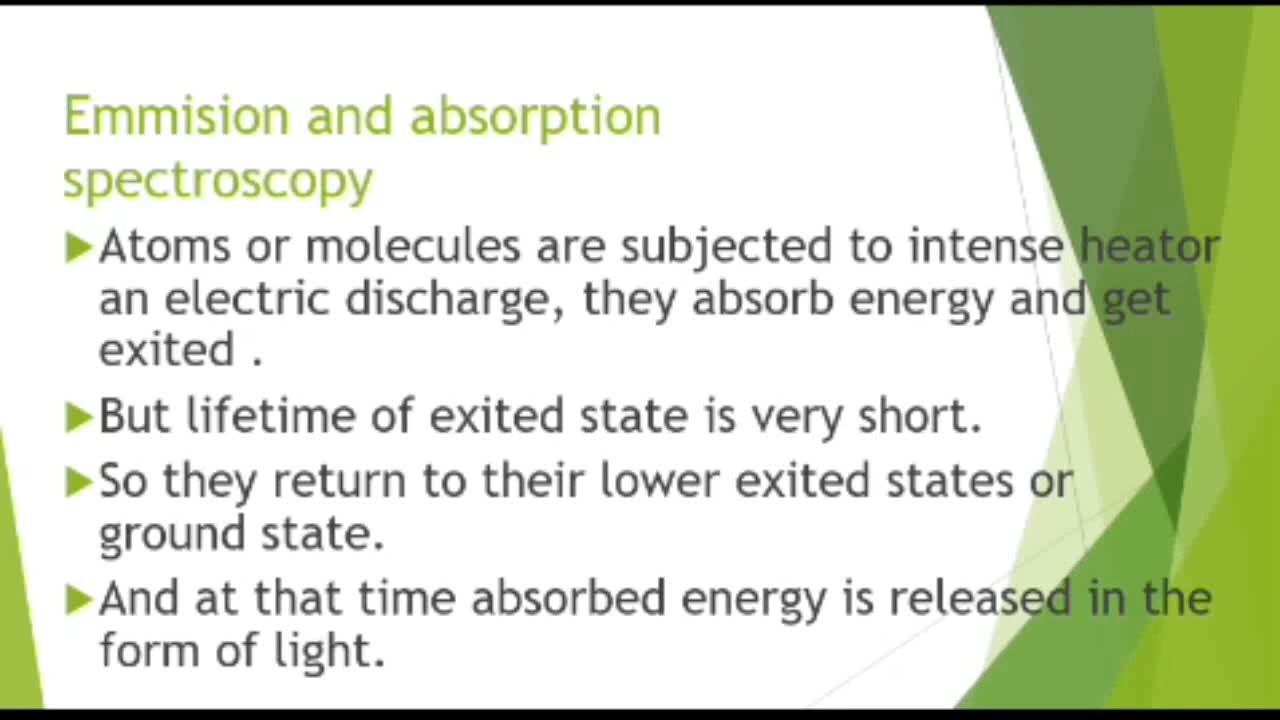 Emmision and absorption
spectroscopy
Atoms or molecules are subjected to intense heator
an electric discharge, they absorb energy and get
exited .
But lifetime of exited state is very short.
So they return to their lower exited states or
ground state.
And at that time absorbed energy is released in the
form of light.